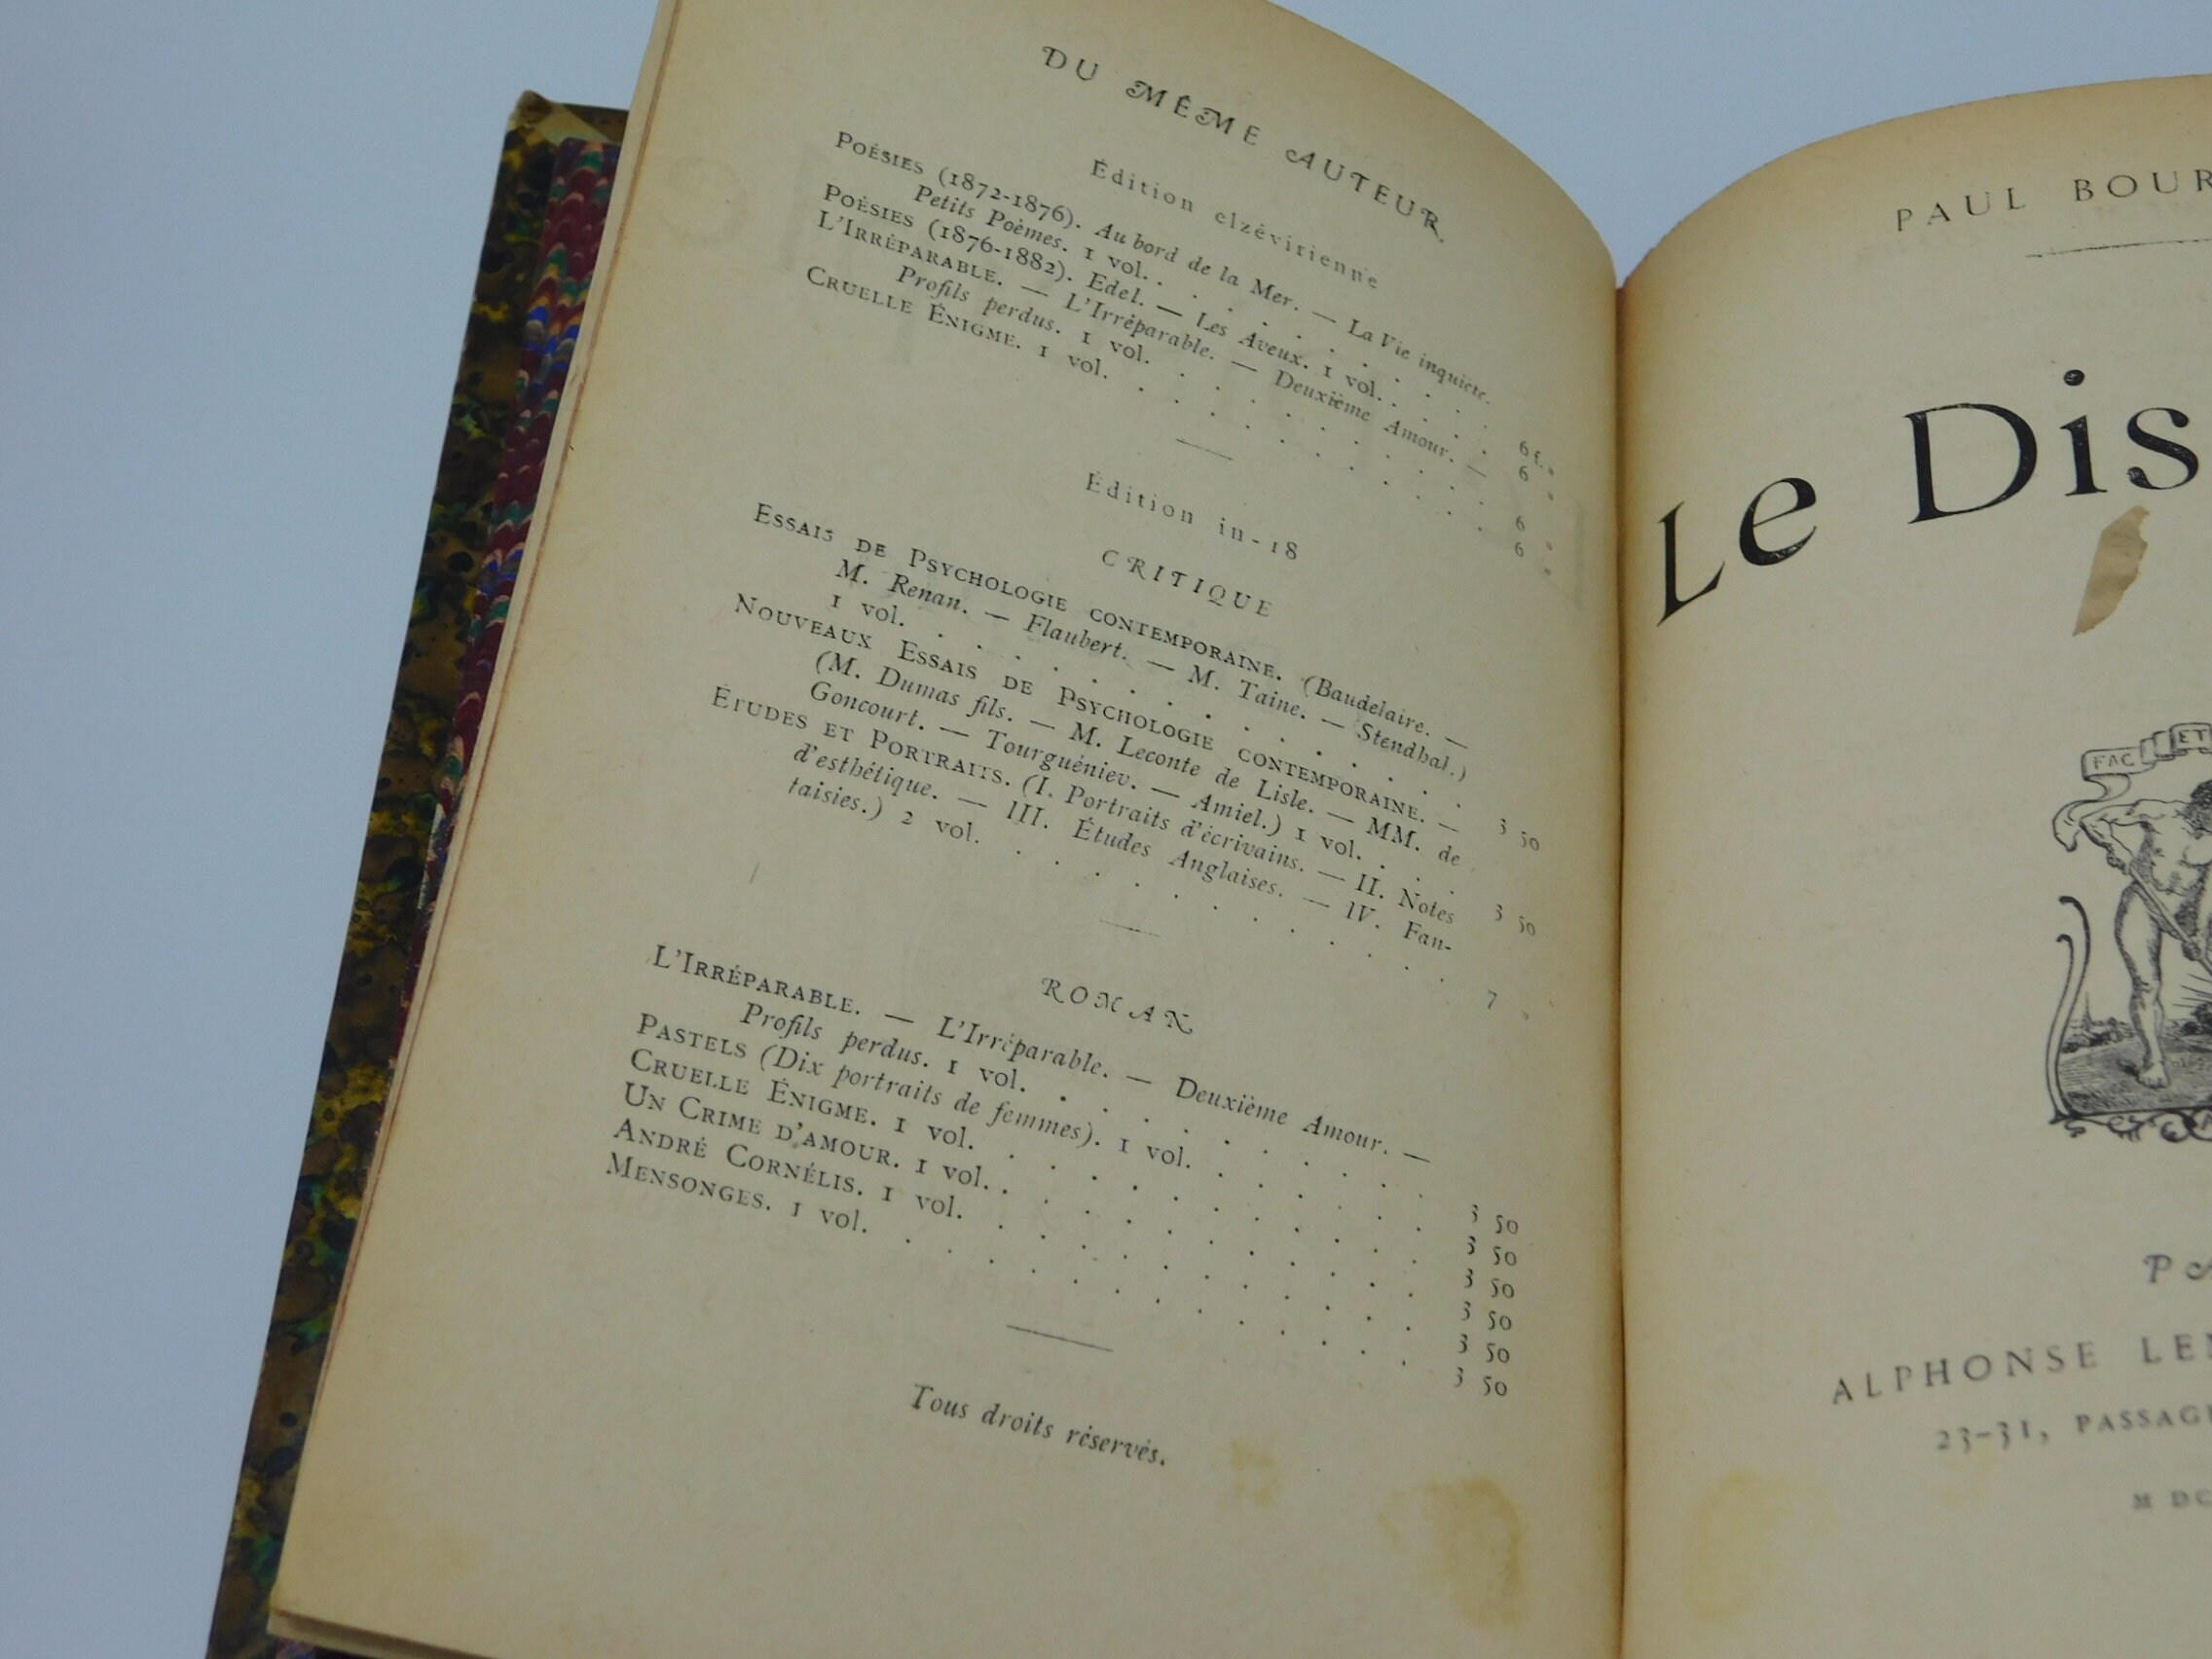 DU MÊME AUTEUR
Édition elzévirienne
POÉSIES (1872-1876). Au bord de la Mer. — La Vie inquiète.
Petits Poèmes. 1 vol. . . . . . . . . . 6 f. »
POÉSIES (1876-1882). Edel. — Les Aveux. 1 vol. . . . . 6 »
L'IRRÉPARABLE. — L'Irréparable. — Deuxième Amour. —
Profils perdus. 1 vol. . . . . . . . . . 6 »
CRUELLE ÉNIGME. 1 vol. . . . . . . . . . 6 »
Édition in-18
CRITIQUE
ESSAIS DE PSYCHOLOGIE CONTEMPORAINE. (Baudelaire. —
M. Renan. — Flaubert. — M. Taine. — Stendhal.)
1 vol. . . . . . . . . . . . . . . 3 50
NOUVEAUX ESSAIS DE PSYCHOLOGIE CONTEMPORAINE. —
(M. Dumas fils. — M. Leconte de Lisle. — MM. de
Goncourt. — Tourguéniev. — Amiel.) 1 vol. . . . 3 50
ÉTUDES ET PORTRAITS. (I. Portraits d'écrivains. — II. Notes
d'esthétique. — III. Études Anglaises. — IV. Fan-
taisies.) 2 vol. . . . . . . . . . . . . 7 »
ROMAN
L'IRRÉPARABLE. — L'Irréparable. — Deuxième Amour. —
Profils perdus. 1 vol. . . . . . . . . . . 3 50
PASTELS (Dix portraits de femmes). 1 vol. . . . . . . 3 50
CRUELLE ÉNIGME. 1 vol. . . . . . . . . . . . 3 50
UN CRIME D'AMOUR. 1 vol. . . . . . . . . . . . 3 50
ANDRÉ CORNÉLIS. 1 vol. . . . . . . . . . . . 3 50
MENSONGES. 1 vol. . . . . . . . . . . . . . 3 50
Tous droits réservés.
PAUL BOUR
Le Dis
FAC ET
PA
ALPHONSE LEM
23-31, PASSAG
M DC